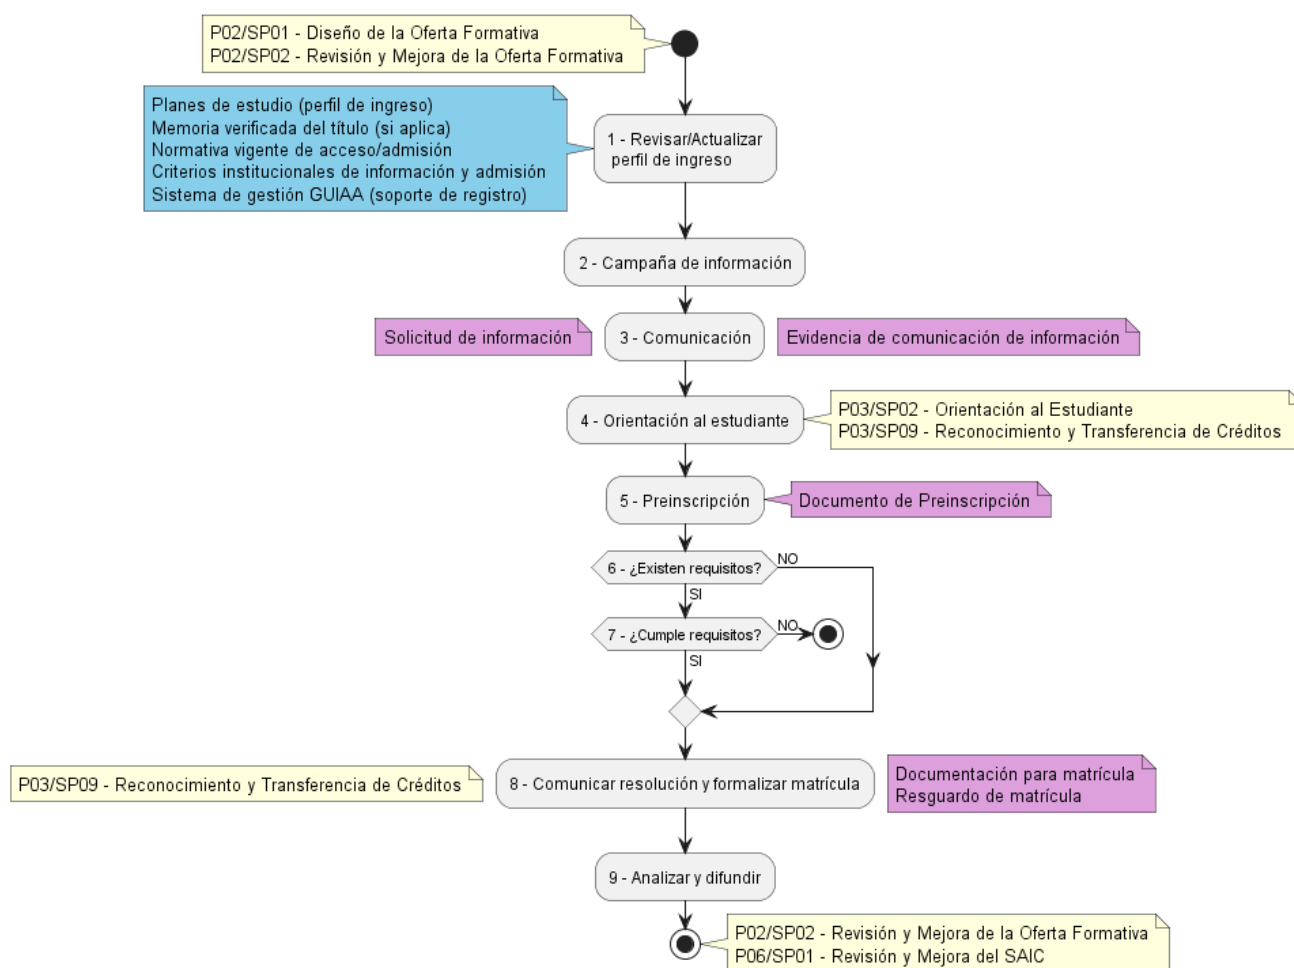 P02/SP01 - Diseño de la Oferta Formativa
P02/SP02 - Revisión y Mejora de la Oferta Formativa
Planes de estudio (perfil de ingreso)
Memoria verificada del título (si aplica)
Normativa vigente de acceso/admisión
Criterios institucionales de información y admisión
Sistema de gestión GUIAA (soporte de registro)
1 - Revisar/Actualizar
perfil de ingreso
2 - Campaña de información
Solicitud de información
3 - Comunicación
Evidencia de comunicación de información
4 - Orientación al estudiante
P03/SP02 - Orientación al Estudiante
P03/SP09 - Reconocimiento y Transferencia de Créditos
5 - Preinscripción
Documento de Preinscripción
6 - ¿Existen requisitos?
NO
SI
7 - ¿Cumple requisitos?
NO
SI
P03/SP09 - Reconocimiento y Transferencia de Créditos
8 - Comunicar resolución y formalizar matrícula
Documentación para matrícula
Resguardo de matrícula
9 - Analizar y difundir
P02/SP02 - Revisión y Mejora de la Oferta Formativa
P06/SP01 - Revisión y Mejora del SAIC